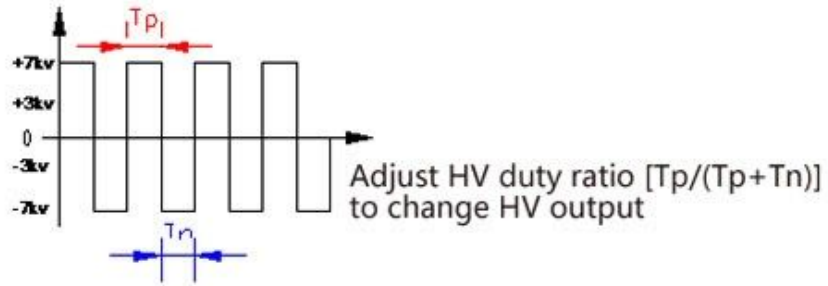 Tp
+7kv
+3kv
0
-3kv
-7kv
Tn
Adjust HV duty ratio [Tp/(Tp+Tn)]
to change HV output